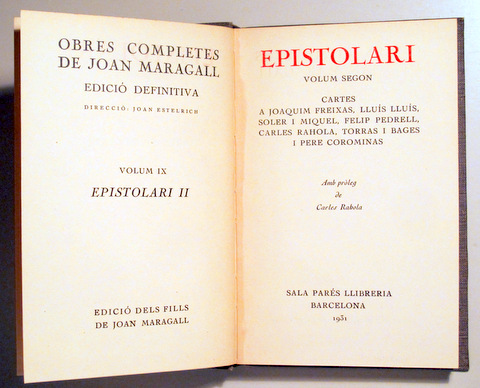 OBRES COMPLETES
DE JOAN MARAGALL
EDICIÓ DEFINITIVA
DIRECCIÓ: JOAN ESTELRICH
VOLUM IX
EPISTOLARI II
EDICIÓ DELS FILLS
DE JOAN MARAGALL
EPISTOLARI
VOLUM SEGON
CARTES
A JOAQUIM FREIXAS, LLUÍS LLUÍS,
SOLER I MIQUEL, FELIP PEDRELL,
CARLES RAHOLA, TORRAS I BAGES
I PERE COROMINAS
Amb pròleg
de
Carles Rahola
SALA PARÉS LLIBRERIA
BARCELONA
1931